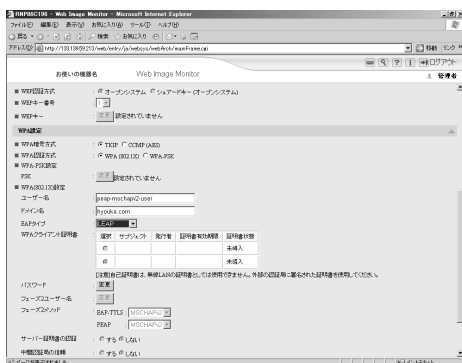 RNP86C196 - Web Image Monitor - Microsoft Internet Explorer
ファイル(F) 編集(E) 表示(V) お気に入り(A) ツール(T) ヘルプ(H)
戻る 検索 お気に入り
アドレス(D) http://133.139.59.213/web/entry/ja/websys/webArch/mainFrame.cgi 移動 リンク
ログアウト
お使いの機器名 Web Image Monitor 管理者
WEP認証方式 : オープンシステム シェアードキー(オープンシステム)
WEPキー番号 : 1
WEPキー : 変更 設定されていません
WPA設定
WPA暗号方式 : TKIP CCMP(AES)
WPA認証方式 : WPA(802.1X) WPA-PSK
WPA-PSK設定
PSK : 変更 設定されていません
WPA(802.1X)設定
ユーザー名 : peap-mschapv2-user
ドメイン名 : hyouka.com
EAPタイプ : LEAP
WPAクライアント証明書 : 選択 サブジェクト 発行者 証明書有効期限 証明書状態
未導入
未導入
[注意]自己証明書は、無線LANの証明書としては使用できません。外部の認証局に署名された証明書を使用してください。
パスワード : 変更
フェーズ2ユーザー名 : 変更
フェーズ2メソッド : EAP-TTLS : MSCHAPv2
PEAP : MSCHAPv2
サーバー証明書の認証 : する しない
中間認証局の信頼 : する しない
ページが表示されました イントラネット